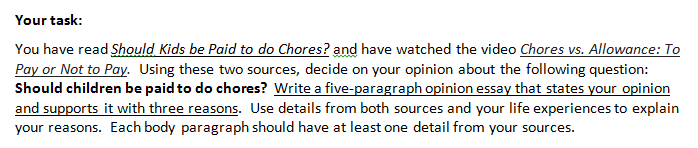 Your task:
You have read Should Kids be Paid to do Chores? and have watched the video Chores vs. Allowance: To
Pay or Not to Pay.  Using these two sources, decide on your opinion about the following question:
Should children be paid to do chores?  Write a five-paragraph opinion essay that states your opinion
and supports it with three reasons.  Use details from both sources and your life experiences to explain
your reasons.  Each body paragraph should have at least one detail from your sources.